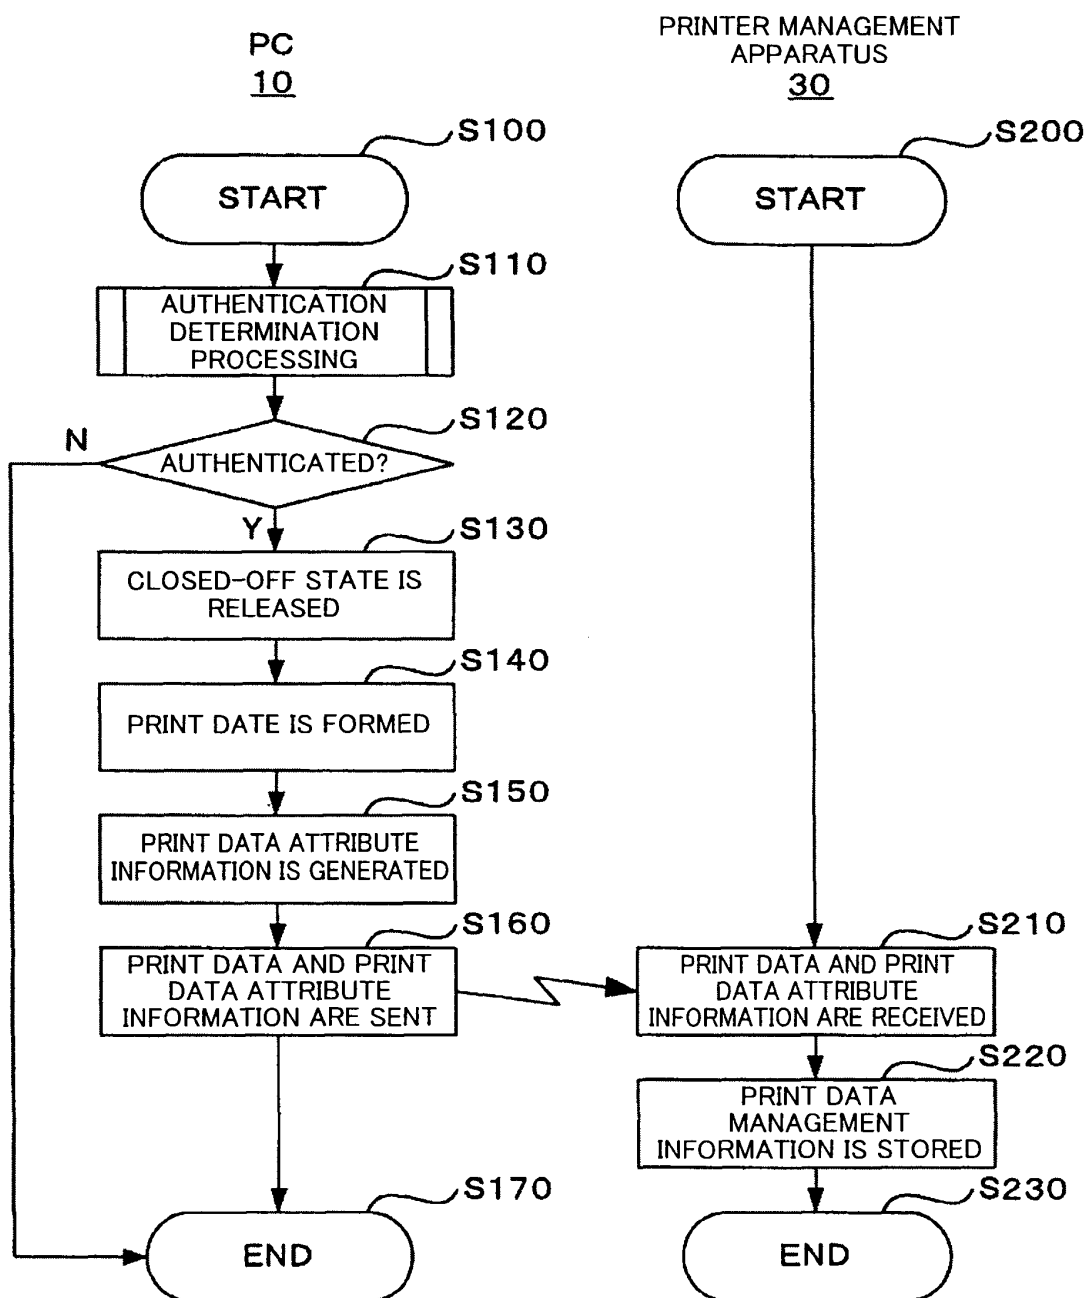 PC
10
PRINTER MANAGEMENT
APPARATUS
30
S100
START
S110
AUTHENTICATION
DETERMINATION
PROCESSING
S120
N
AUTHENTICATED?
Y
S130
CLOSED-OFF STATE IS
RELEASED
S140
PRINT DATE IS FORMED
S150
PRINT DATA ATTRIBUTE
INFORMATION IS GENERATED
S160
PRINT DATA AND PRINT
DATA ATTRIBUTE
INFORMATION ARE SENT
S170
END
S200
START
S210
PRINT DATA AND PRINT
DATA ATTRIBUTE
INFORMATION ARE RECEIVED
S220
PRINT DATA
MANAGEMENT
INFORMATION IS STORED
S230
END